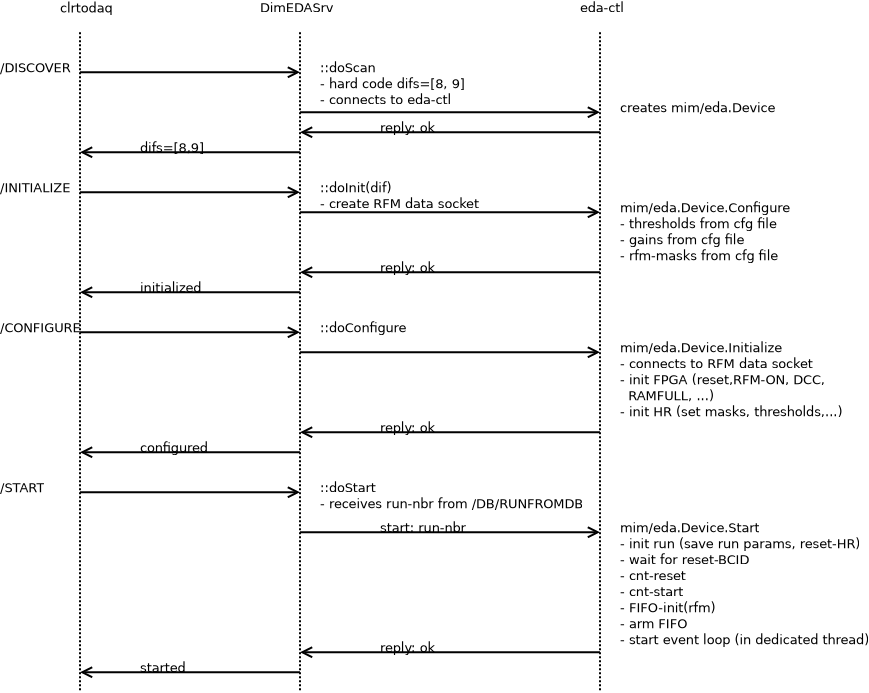 clrtodaq DimEDASrv eda-ctl
/DISCOVER
::doScan
- hard code difs=[8, 9]
- connects to eda-ctl
creates mim/eda.Device
reply: ok
difs=[8,9]
/INITIALIZE
::doInit(dif)
- create RFM data socket
mim/eda.Device.Configure
- thresholds from cfg file
- gains from cfg file
- rfm-masks from cfg file
reply: ok
initialized
/CONFIGURE
::doConfigure
mim/eda.Device.Initialize
- connects to RFM data socket
- init FPGA (reset,RFM-ON, DCC,
RAMFULL, ...)
- init HR (set masks, thresholds,...)
reply: ok
configured
/START
::doStart
- receives run-nbr from /DB/RUNFROMDB
start: run-nbr
mim/eda.Device.Start
- init run (save run params, reset-HR)
- wait for reset-BCID
- cnt-reset
- cnt-start
- FIFO-init(rfm)
- arm FIFO
- start event loop (in dedicated thread)
reply: ok
started